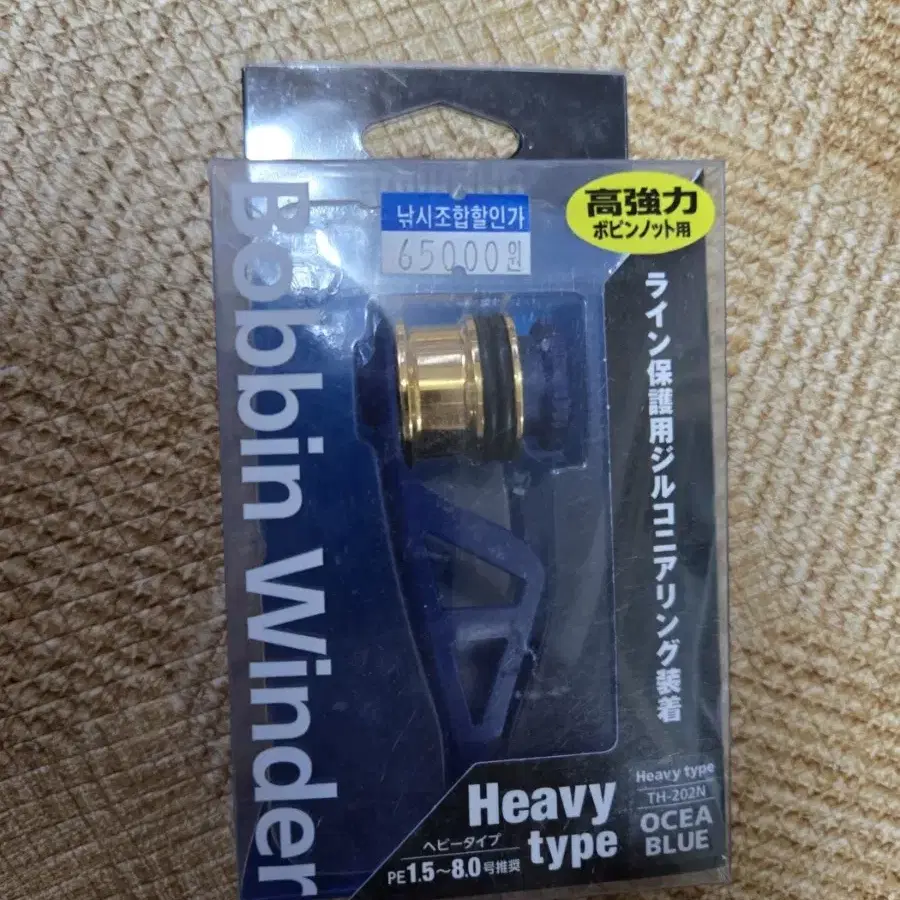 낚시조합할인가
65000원
高強力
ボビンノット用
Bobbin Winder
ライン保護用ジルコニアリング装着
Heavy
type
ヘビータイプ
PE1.5〜8.0号推奨
Heavy type
TH-202N
OCEA
BLUE